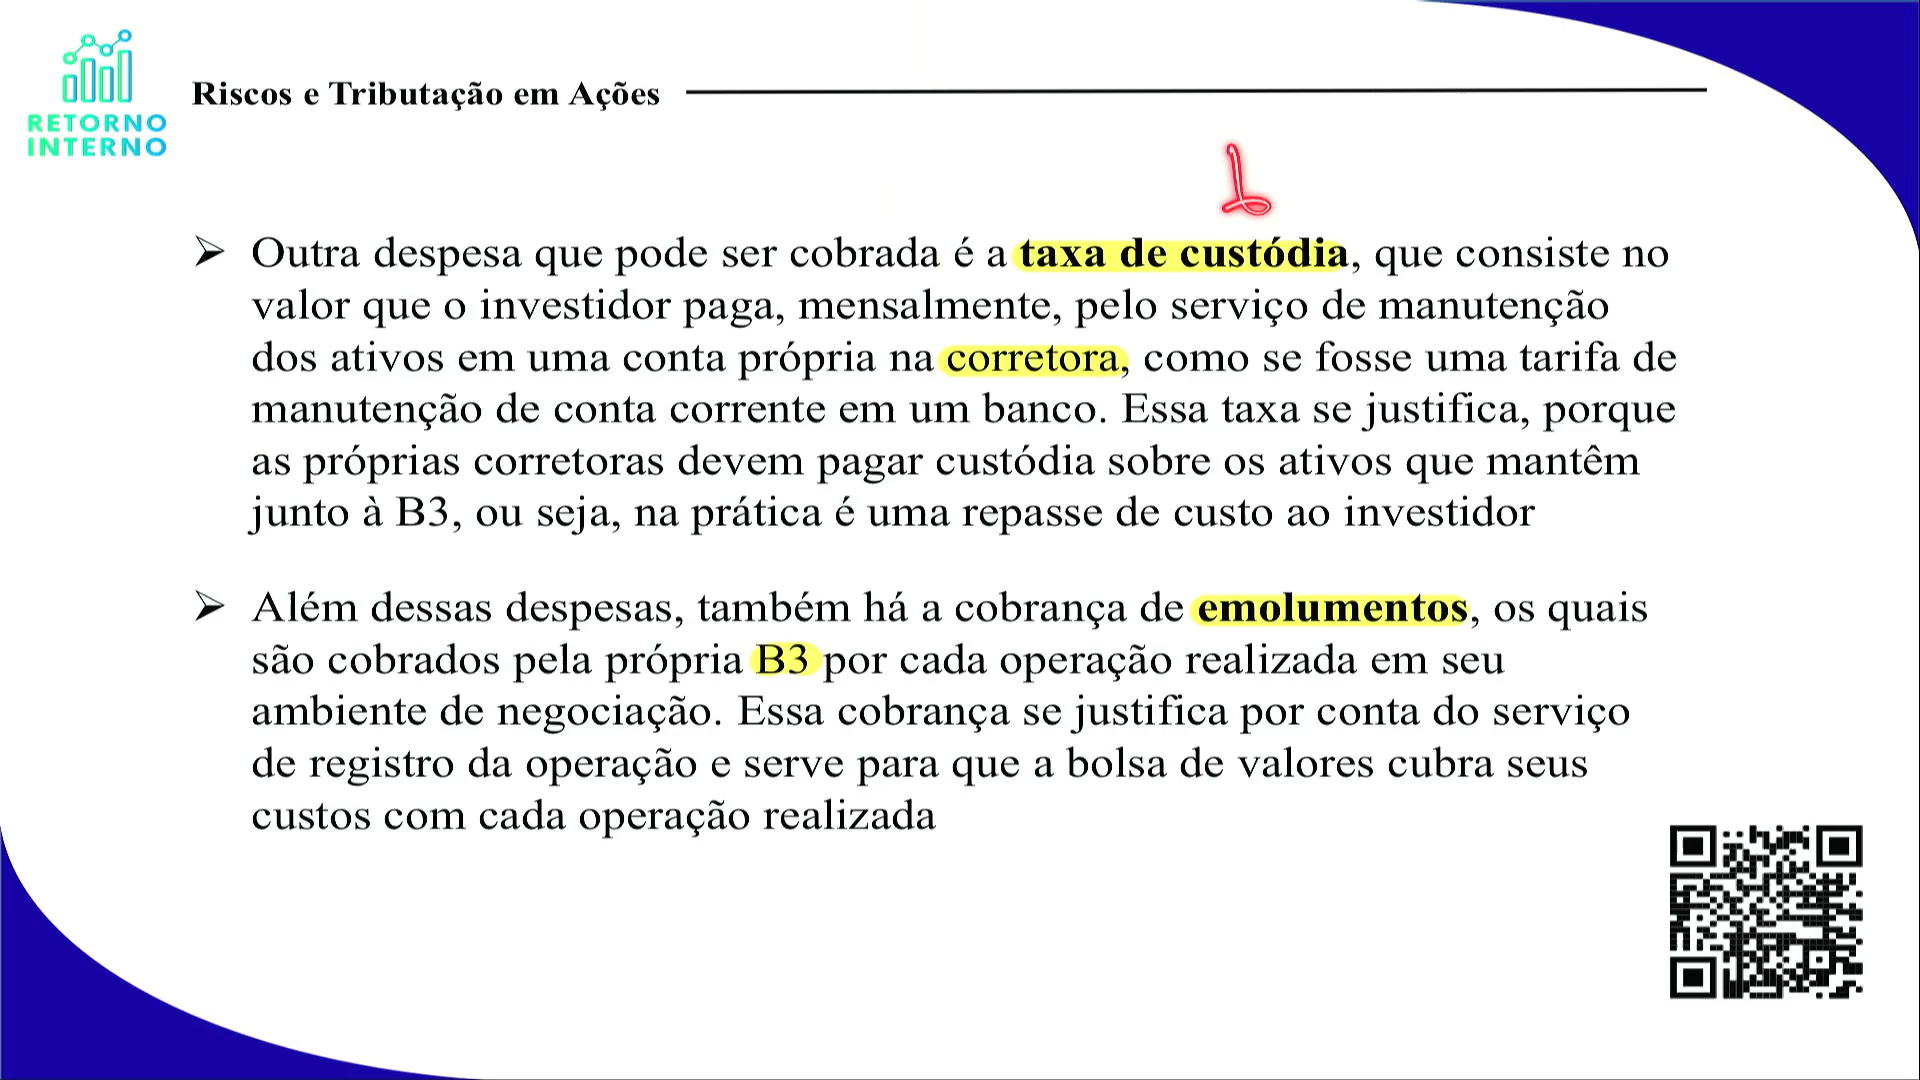 RETORNO
INTERNO
Riscos e Tributação em Ações
Outra despesa que pode ser cobrada é a taxa de custódia, que consiste no
valor que o investidor paga, mensalmente, pelo serviço de manutenção
dos ativos em uma conta própria na corretora, como se fosse uma tarifa de
manutenção de conta corrente em um banco. Essa taxa se justifica, porque
as próprias corretoras devem pagar custódia sobre os ativos que mantêm
junto à B3, ou seja, na prática é uma repasse de custo ao investidor
Além dessas despesas, também há a cobrança de emolumentos, os quais
são cobrados pela própria B3 por cada operação realizada em seu
ambiente de negociação. Essa cobrança se justifica por conta do serviço
de registro da operação e serve para que a bolsa de valores cubra seus
custos com cada operação realizada